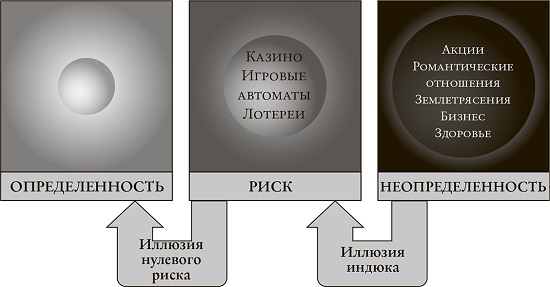 Казино
Игровые
автоматы
Лотереи
Акции
Романтические
отношения
Землетрясения
Бизнес
Здоровье
ОПРЕДЕЛЕННОСТЬ
РИСК
НЕОПРЕДЕЛЕННОСТЬ
Иллюзия
нулевого
риска
Иллюзия
индюка